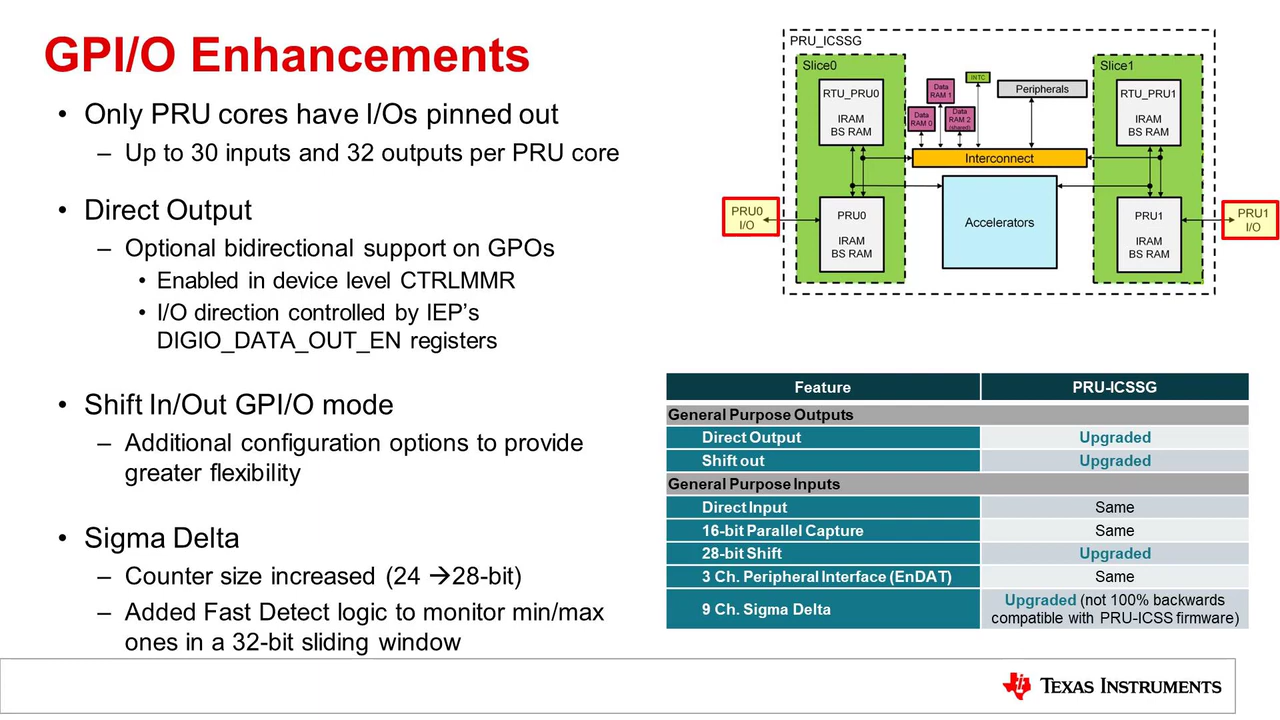 GPI/O Enhancements
• Only PRU cores have I/Os pinned out
– Up to 30 inputs and 32 outputs per PRU core
• Direct Output
– Optional bidirectional support on GPOs
• Enabled in device level CTRLMMR
• I/O direction controlled by IEP's
DIGIO_DATA_OUT_EN registers
• Shift In/Out GPI/O mode
– Additional configuration options to provide
greater flexibility
• Sigma Delta
– Counter size increased (24 →28-bit)
– Added Fast Detect logic to monitor min/max
ones in a 32-bit sliding window
PRU_ICSSG
Slice0
RTU_PRU0
IRAM
BS RAM
PRU0
IRAM
BS RAM
PRU0
I/O
Data
RAM 0
Data
RAM 1
Data
RAM 2
(shared)
INTC
Peripherals
Interconnect
Accelerators
Slice1
RTU_PRU1
IRAM
BS RAM
PRU1
IRAM
BS RAM
PRU1
I/O
Feature PRU-ICSSG
General Purpose Outputs
Direct Output Upgraded
Shift out Upgraded
General Purpose Inputs
Direct Input Same
16-bit Parallel Capture Same
28-bit Shift Upgraded
3 Ch. Peripheral Interface (EnDAT) Same
9 Ch. Sigma Delta Upgraded (not 100% backwards
compatible with PRU-ICSS firmware)
TEXAS INSTRUMENTS